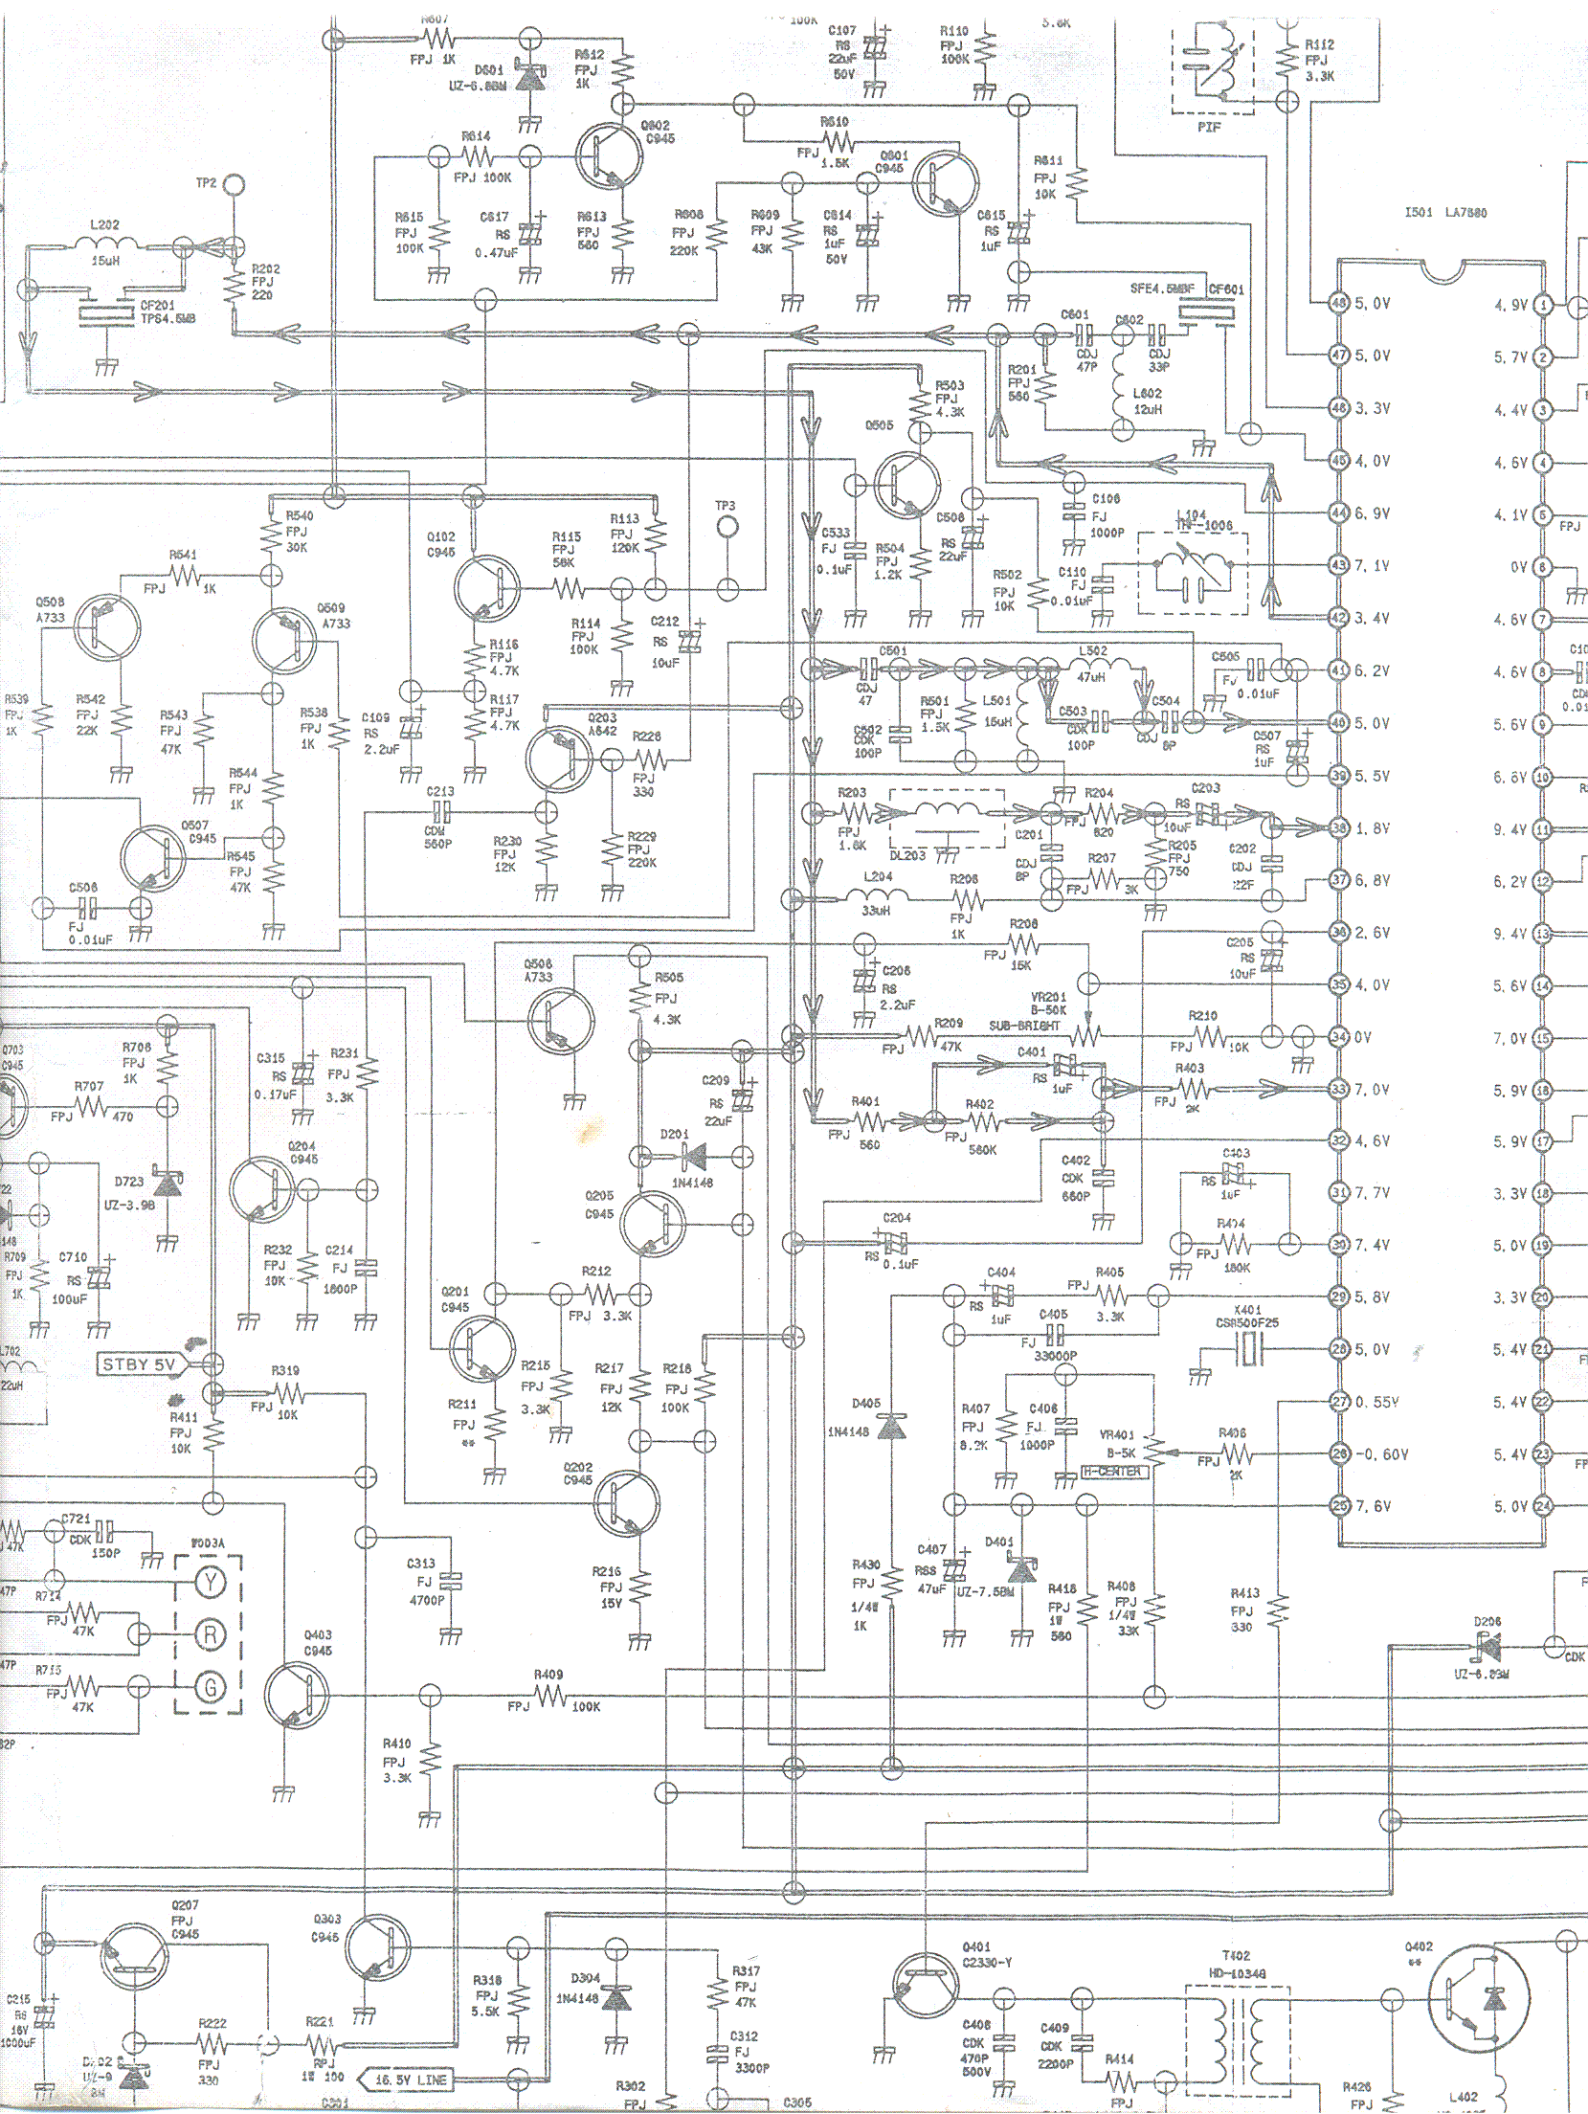 R607
FPJ 1K
D601
UZ-6.8BM
R612
FPJ
1K
100K
C107
RS
22uF
50V
R110
FPJ
100K
5.6K
R112
FPJ
3.3K
PIF
Q602
C945
R614
FPJ 100K
R610
FPJ
1.5K
Q601
C945
R611
FPJ
10K
TP2
R615
FPJ
100K
C617
RS
0.47uF
R613
FPJ
560
R608
FPJ
220K
R609
FPJ
43K
C614
RS
1uF
50V
C615
RS
1uF
I501 LA7680
L202
15uH
R202
FPJ
220
CF201
TPS4.5MB
SFE4.5MBF
CF601
C601
CDJ
47P
C602
CDJ
33P
R201
FPJ
560
L602
12uH
R503
FPJ
4.3K
Q505
48 5.0V
4.9V 1
47 5.0V
5.7V 2
46 3.3V
4.4V 3
45 4.0V
4.6V 4
44 6.9V
4.1V 5
FPJ
43 7.1V
0V 6
42 3.4V
4.6V 7
41 6.2V
4.6V 8
40 5.0V
5.6V 9
39 5.5V
6.6V 10
38 1.8V
9.4V 11
37 6.8V
6.2V 12
36 2.6V
9.4V 13
35 4.0V
5.6V 14
34 0V
7.0V 15
33 7.0V
5.9V 16
32 4.6V
5.9V 17
31 7.7V
3.3V 18
30 7.4V
5.0V 19
29 5.8V
3.3V 20
28 5.0V
5.4V 21
27 0.55V
5.4V 22
26 -0.60V
5.4V 23
25 7.6V
5.0V 24
R540
FPJ
30K
R541
FPJ
1K
Q508
A733
Q509
A733
Q102
C945
R115
FPJ
56K
R113
FPJ
120K
TP3
C533
FJ
0.1uF
R504
FPJ
1.2K
C508
RS
22uF
R502
FPJ
10K
C106
FJ
1000P
C110
FJ
0.01uF
L104
TRF-1006
R114
FPJ
100K
C212
RS
10uF
R116
FPJ
4.7K
R117
FPJ
4.7K
R539
FPJ
1K
R542
FPJ
22K
R543
FPJ
47K
R538
FPJ
1K
C109
RS
2.2uF
Q203
A642
R228
FPJ
330
R544
FPJ
1K
C501
CDJ
47
C502
CDK
100P
R501
FPJ
1.5K
L501
15uH
L502
47uH
C503
CDK
100P
C504
CDJ
8P
C505
FJ
0.01uF
C507
RS
1uF
Q507
C945
R545
FPJ
47K
C213
CDM
560P
R230
FPJ
12K
R229
FPJ
220K
R203
FPJ
1.8K
DL203
C201
CDJ
8P
R204
FPJ
820
C203
RS
10uF
R205
FPJ
750
R207
FPJ
3K
C202
CDJ
22F
L204
33uH
R206
FPJ
1K
C506
FJ
0.01uF
Q506
A733
R505
FPJ
4.3K
C206
RS
2.2uF
R208
FPJ
15K
VR201
B-50K
SUB-BRIGHT
C205
RS
10uF
R209
FPJ
47K
R210
FPJ
10K
Q703
C945
R706
FPJ
1K
R707
FPJ
470
C315
RS
0.17uF
R231
FPJ
3.3K
C209
RS
22uF
C401
RS
1uF
R403
FPJ
2K
R401
FPJ
560
R402
FPJ
560K
C402
CDK
660P
D201
1N4148
Q204
C945
D723
UZ-3.9B
Q205
C945
C403
RS
1uF
R404
FPJ
180K
R709
FPJ
1K
C710
RS
100uF
R232
FPJ
10K
C214
FJ
1800P
C204
RS
0.1uF
C404
RS
1uF
R405
FPJ
3.3K
C405
FJ
33000P
X401
CSB500F25
Q201
C945
R212
FPJ
3.3K
STBY 5V
L702
22uH
R319
FPJ
10K
R411
FPJ
10K
R211
FPJ
**
R215
FPJ
3.3K
R217
FPJ
12K
R218
FPJ
100K
D405
1N4148
R407
FPJ
8.2K
C406
FJ
1000P
VR401
B-5K
H-CENTER
R406
FPJ
2K
Q202
C945
C721
CDK
150P
P003A
Y
R
G
47K
47P
R714
FPJ
47K
47P
R715
FPJ
47K
82P
C313
FJ
4700P
R216
FPJ
15V
R430
FPJ
1/4W
1K
C407
RSS
47uF
D401
UZ-7.5BM
R418
FPJ
1W
560
R408
FPJ
1/4W
33K
R413
FPJ
330
D206
UZ-6.83M
CDK
Q403
C945
R409
FPJ
100K
R410
FPJ
3.3K
Q207
FPJ
C945
Q303
C945
C215
RS
16V
1000uF
R222
FPJ
330
R221
RPJ
1W 100
16.5V LINE
R318
FPJ
5.5K
D304
1N4148
R317
FPJ
47K
C312
FJ
3300P
R302
FPJ
C305
C301
Q401
C2330-Y
C408
CDK
470P
500V
C409
CDK
2200P
R414
FPJ
T402
HD-10346
Q402
**
R426
FPJ
L402